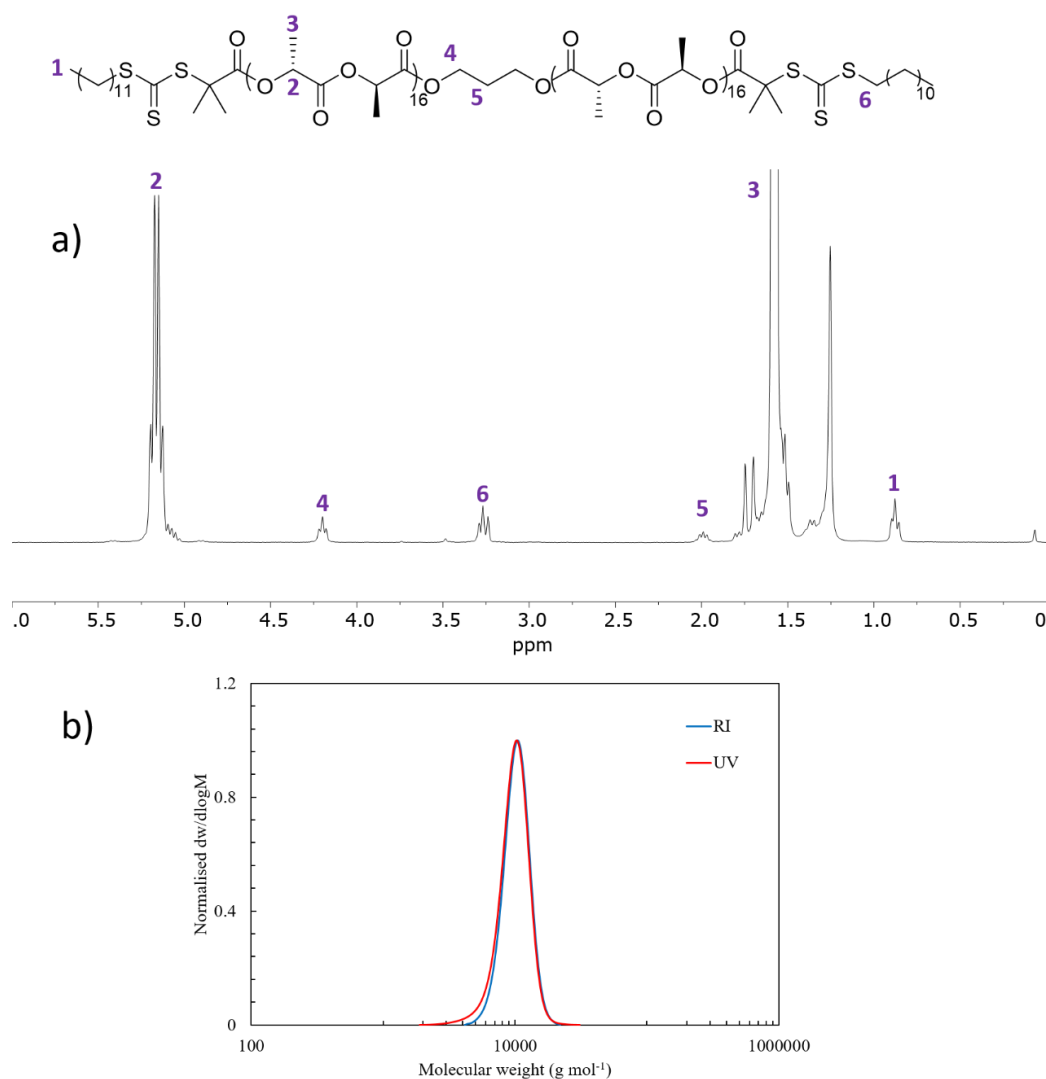 3
O O O O O O
1 S S O O 4 O O S S
11 S 2 16 5 16 S 6 10
O O O O
2 3
a)
4 6 5 1
.0 5.5 5.0 4.5 4.0 3.5 3.0 2.5 2.0 1.5 1.0 0.5 0
ppm
b)
1.2
RI
UV
0.8
Normalised dw/dlogM
0.4
0
100 10000 1000000
Molecular weight (g mol⁻¹)